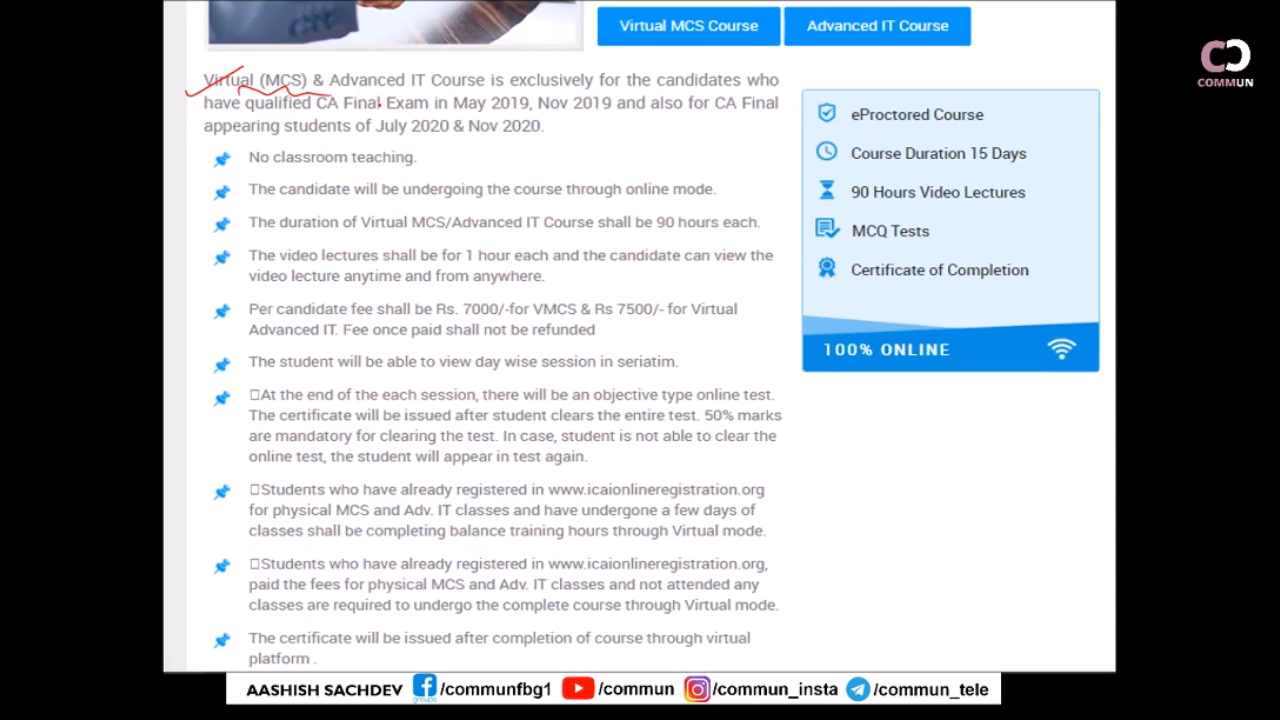 Virtual MCS Course
Advanced IT Course
COMMUN
Virtual (MCS) & Advanced IT Course is exclusively for the candidates who
have qualified CA Final Exam in May 2019, Nov 2019 and also for CA Final
appearing students of July 2020 & Nov 2020.
No classroom teaching.
The candidate will be undergoing the course through online mode.
The duration of Virtual MCS/Advanced IT Course shall be 90 hours each.
The video lectures shall be for 1 hour each and the candidate can view the
video lecture anytime and from anywhere.
Per candidate fee shall be Rs. 7000/-for VMCS & Rs 7500/- for Virtual
Advanced IT. Fee once paid shall not be refunded
The student will be able to view day wise session in seriatim.
At the end of the each session, there will be an objective type online test.
The certificate will be issued after student clears the entire test. 50% marks
are mandatory for clearing the test. In case, student is not able to clear the
online test, the student will appear in test again.
Students who have already registered in www.icaionlineregistration.org
for physical MCS and Adv. IT classes and have undergone a few days of
classes shall be completing balance training hours through Virtual mode.
Students who have already registered in www.icaionlineregistration.org,
paid the fees for physical MCS and Adv. IT classes and not attended any
classes are required to undergo the complete course through Virtual mode.
The certificate will be issued after completion of course through virtual
platform .
eProctored Course
Course Duration 15 Days
90 Hours Video Lectures
MCQ Tests
Certificate of Completion
100% ONLINE
AASHISH SACHDEV /communfbg1 /commun /commun_insta /commun_tele
groups